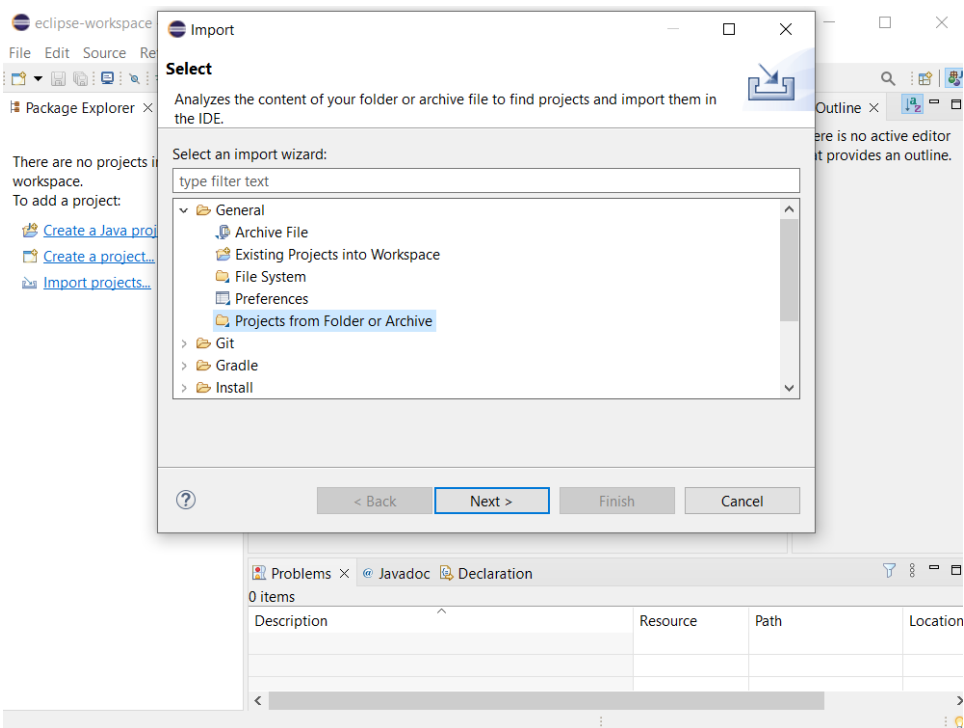 eclipse-workspace
File Edit Source Re
Package Explorer
There are no projects in
workspace.
To add a project:
Create a Java proj
Create a project...
Import projects...
Import
Select
Analyzes the content of your folder or archive file to find projects and import them in
the IDE.
Select an import wizard:
type filter text
General
Archive File
Existing Projects into Workspace
File System
Preferences
Projects from Folder or Archive
Git
Gradle
Install
< Back
Next >
Finish
Cancel
Outline
ere is no active editor
at provides an outline.
Problems
@ Javadoc
Declaration
0 items
Description
Resource
Path
Location